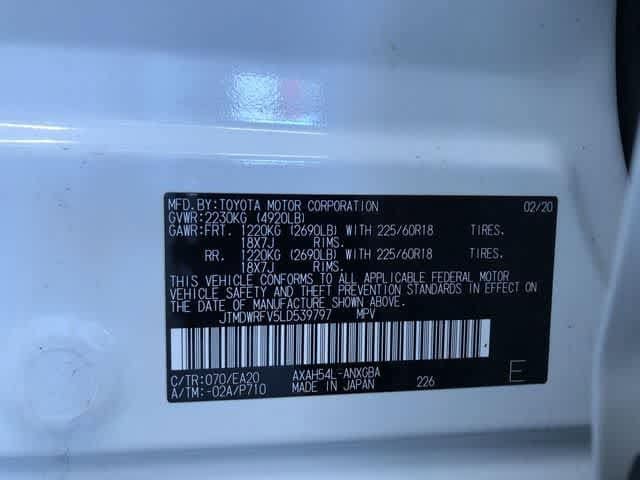 MFD.BY:TOYOTA MOTOR CORPORATION 02/20
GVWR:2230KG (4920LB)
GAWR:FRT. 1220KG (2690LB) WITH 225/60R18 TIRES.
18X7J RIMS.
RR. 1220KG (2690LB) WITH 225/60R18 TIRES.
18X7J RIMS.
THIS VEHICLE CONFORMS TO ALL APPLICABLE FEDERAL MOTOR
VEHICLE SAFETY AND THEFT PREVENTION STANDARDS IN EFFECT ON
THE DATE OF MANUFACTURE SHOWN ABOVE.
JTMDWRFV5LD539797 MPV
C/TR:070/EA20 AXAH54L-ANXGBA
A/TM:-02A/P710 MADE IN JAPAN 226 E